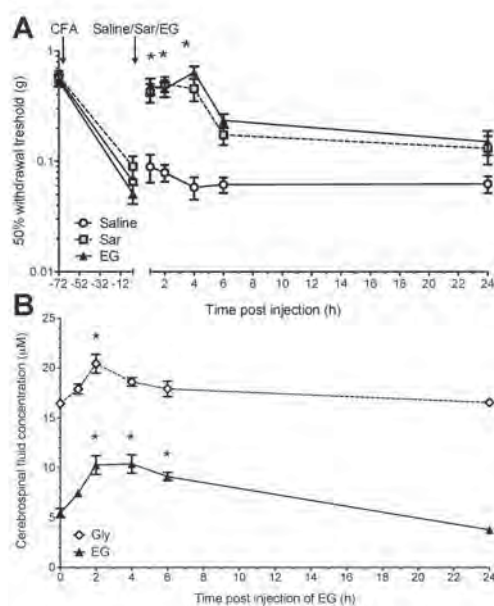 A
CFA Saline/Sar/EG
* * *
1
50% withdrawal treshold (g)
0.1
0.01
Saline
Sar
EG
-72 -52 -32 -12 2 4 6 8 10 12 14 16 18 20 22 24
Time post injection (h)
B
Cerebrospinal fluid concentration (μM)
25
20
15
10
5
0
*
* * *
Gly
EG
0 2 4 6 8 10 12 14 16 18 20 22 24
Time post injection of EG (h)